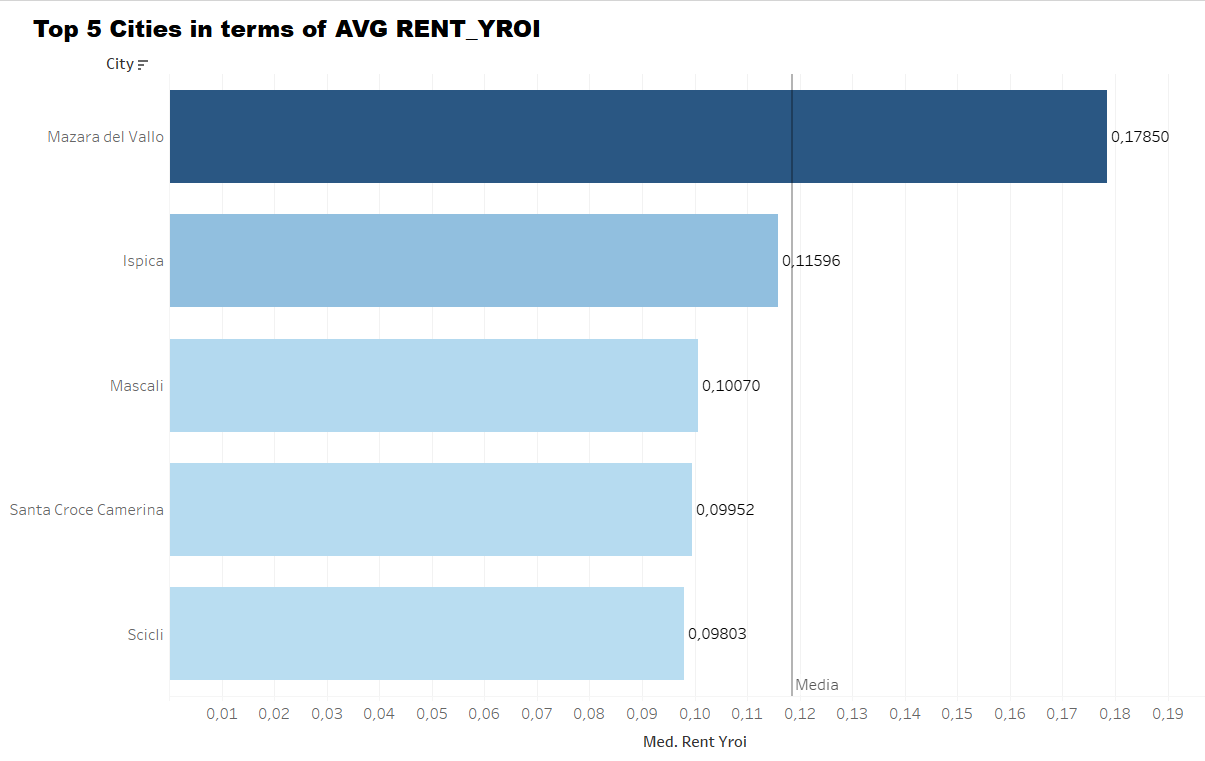 Top 5 Cities in terms of AVG RENT_YROI
City
Mazara del Vallo 0,17850
Ispica 0,11596
Mascali 0,10070
Santa Croce Camerina 0,09952
Scicli 0,09803
Media
0,01 0,02 0,03 0,04 0,05 0,06 0,07 0,08 0,09 0,10 0,11 0,12 0,13 0,14 0,15 0,16 0,17 0,18 0,19
Med. Rent Yroi